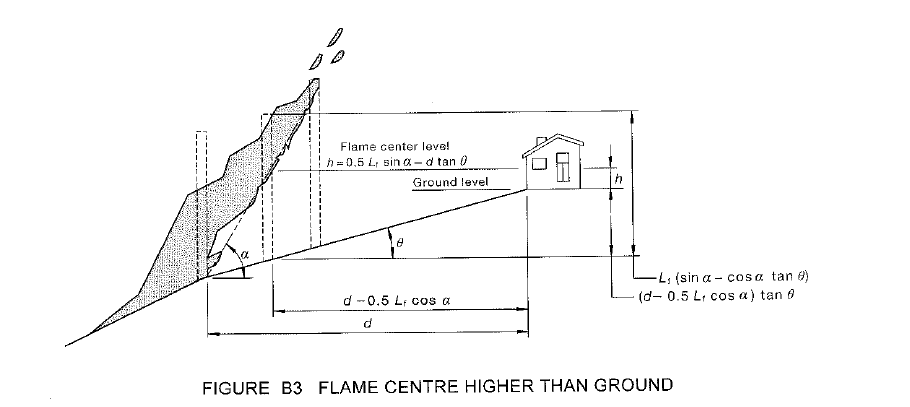 Flame center level
h = 0.5 Lf sin α – d tan θ
Ground level
h
θ
α
Lf (sin α – cos α tan θ)
(d – 0.5 Lf cos α) tan θ
d – 0.5 Lf cos α
d
FIGURE B3 FLAME CENTRE HIGHER THAN GROUND